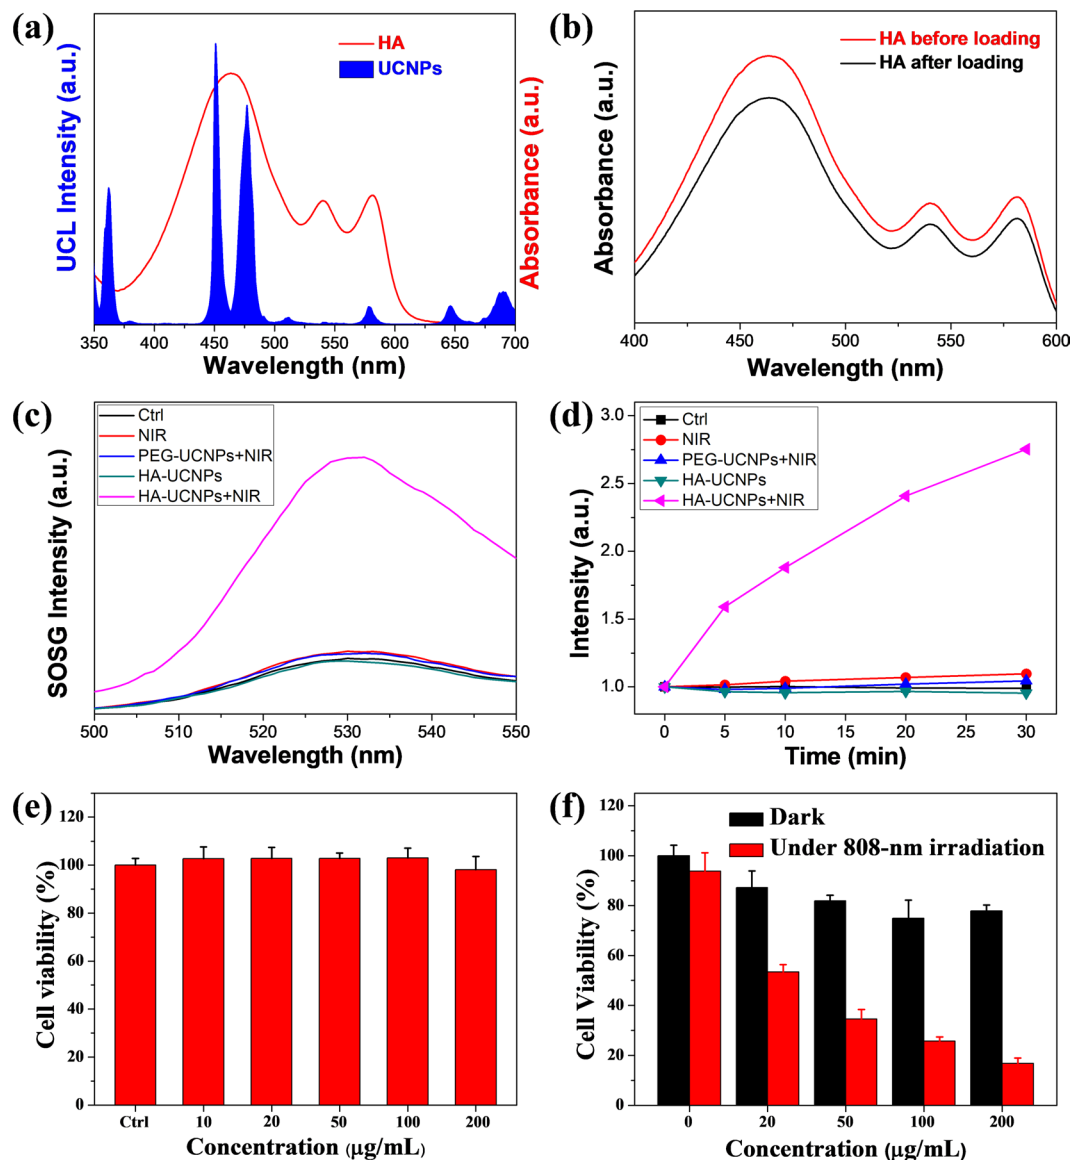 (a)
HA
UCNPs
UCL Intensity (a.u.)
Absorbance (a.u.)
350 400 450 500 550 600 650 700
Wavelength (nm)
(b)
HA before loading
HA after loading
Absorbance (a.u.)
400 450 500 550 600
Wavelength (nm)
(c)
Ctrl
NIR
PEG-UCNPs+NIR
HA-UCNPs
HA-UCNPs+NIR
SOSG Intensity (a.u.)
500 510 520 530 540 550
Wavelength (nm)
(d)
Ctrl
NIR
PEG-UCNPs+NIR
HA-UCNPs
HA-UCNPs+NIR
Intensity (a.u.)
3.0
2.5
2.0
1.5
1.0
0 5 10 15 20 25 30
Time (min)
(e)
Cell viability (%)
120
100
80
60
40
20
0
Ctrl 10 20 50 100 200
Concentration (μg/mL)
(f)
Dark
Under 808-nm irradiation
Cell Viability (%)
120
100
80
60
40
20
0
0 20 50 100 200
Concentration (μg/mL)